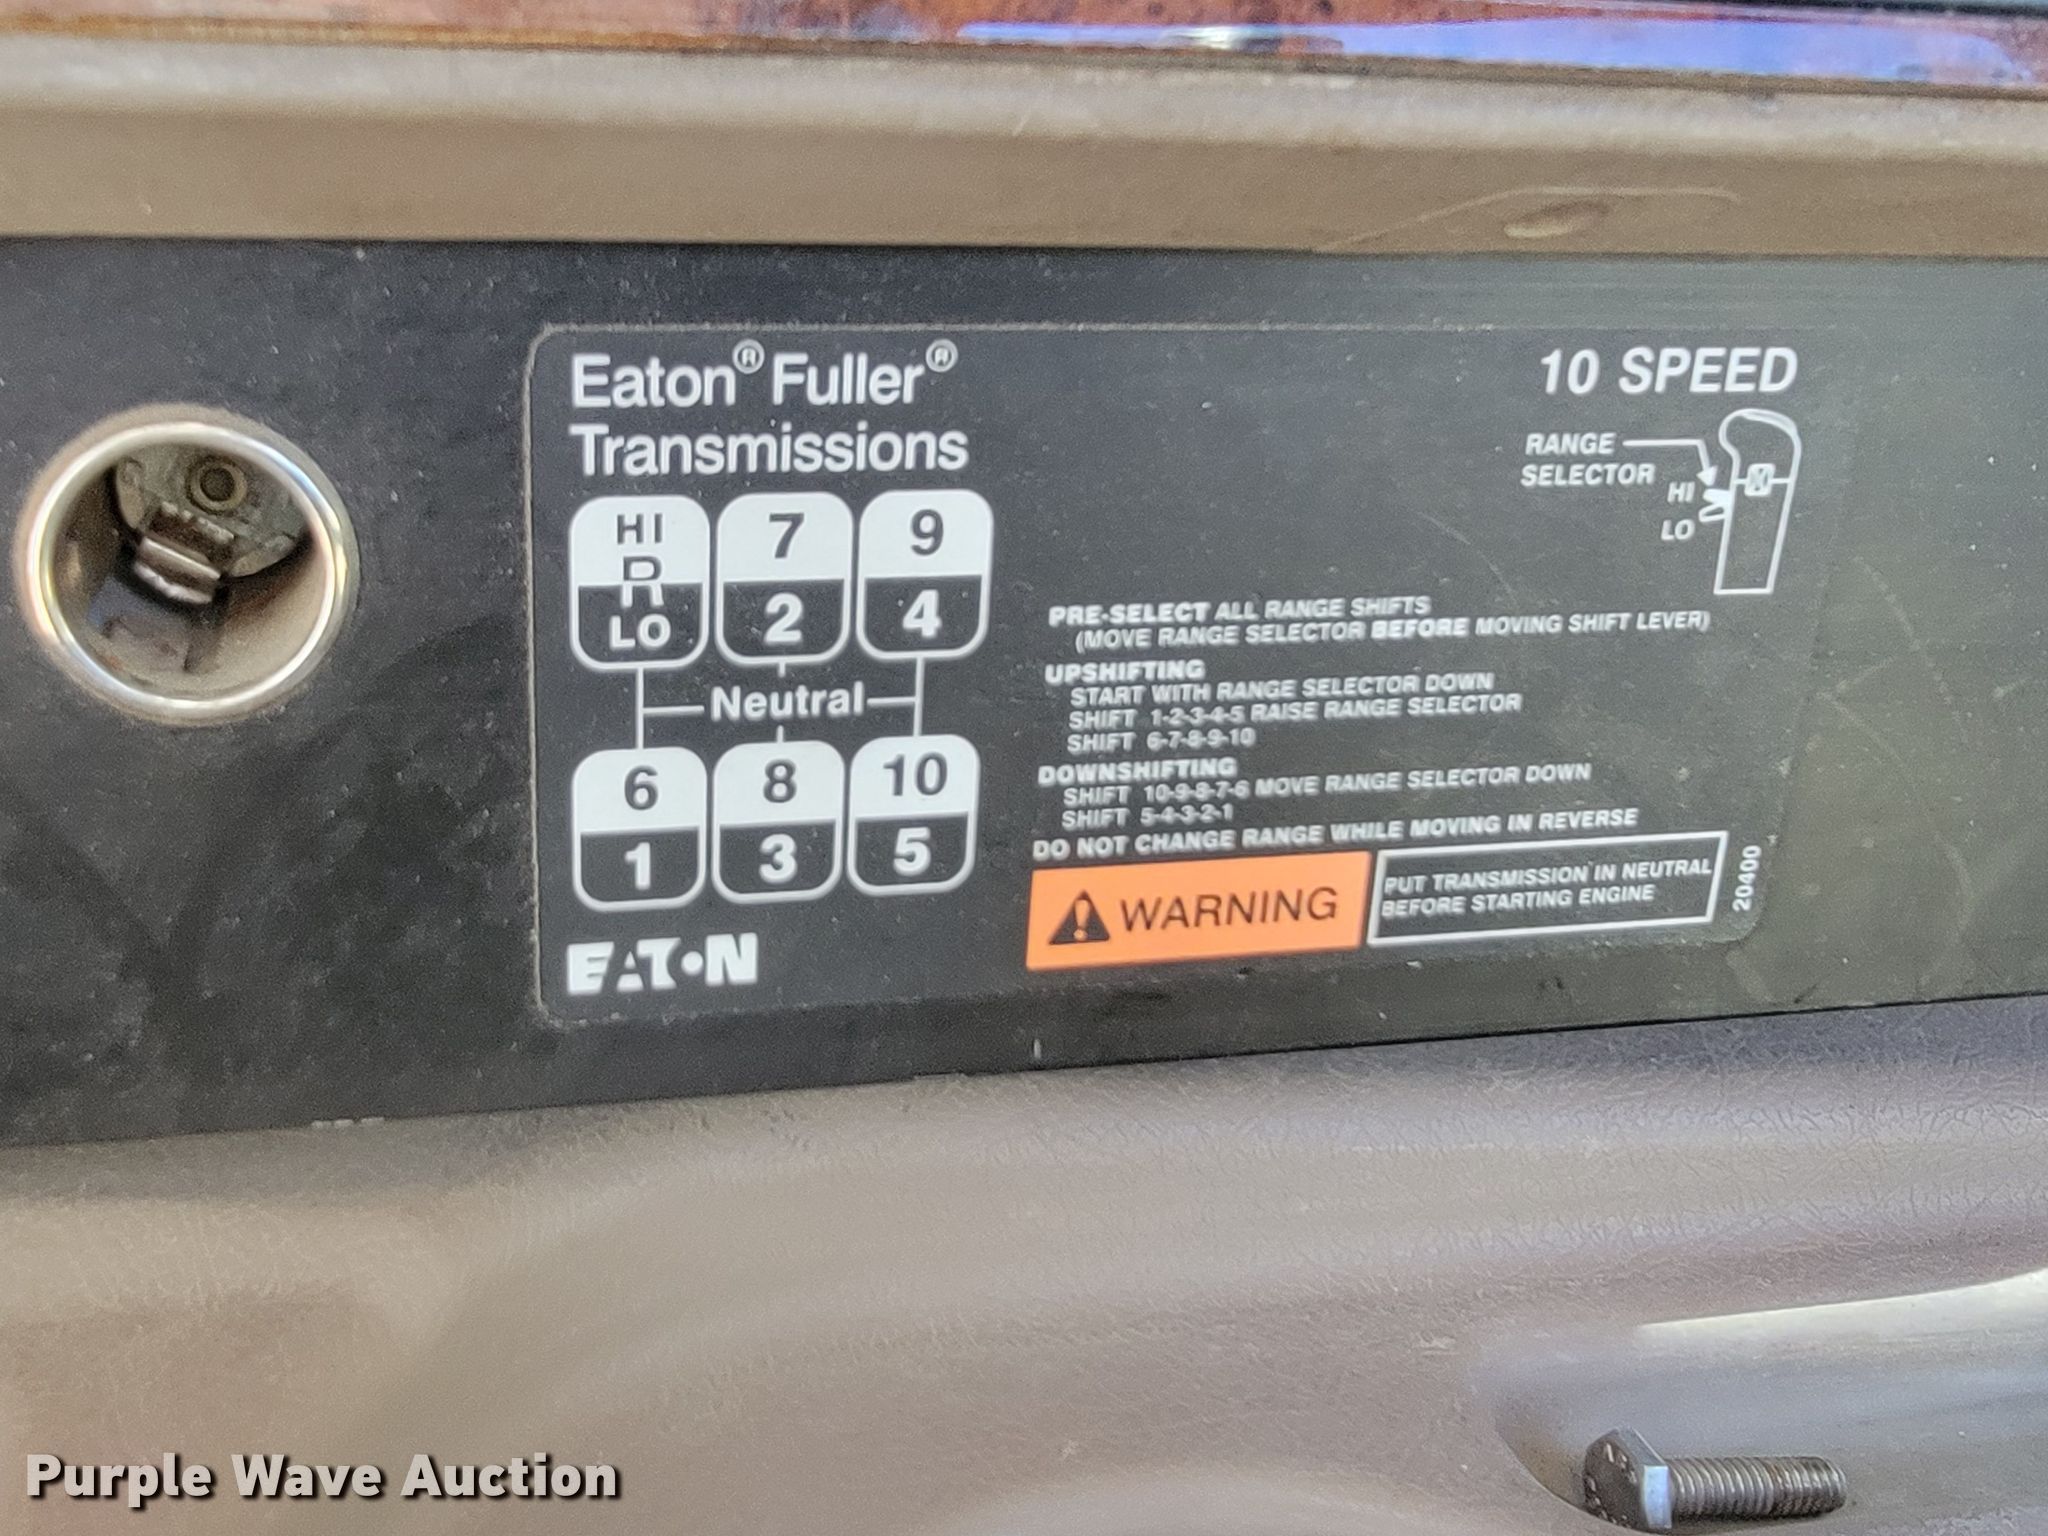 Eaton® Fuller®
Transmissions
HI
R
LO
7
2
9
4
Neutral
6
1
8
3
10
5
EATON
10 SPEED
RANGE
SELECTOR
HI
LO
PRE-SELECT ALL RANGE SHIFTS
(MOVE RANGE SELECTOR BEFORE MOVING SHIFT LEVER)
UPSHIFTING
START WITH RANGE SELECTOR DOWN
SHIFT 1-2-3-4-5 RAISE RANGE SELECTOR
SHIFT 6-7-8-9-10
DOWNSHIFTING
SHIFT 10-9-8-7-6 MOVE RANGE SELECTOR DOWN
SHIFT 5-4-3-2-1
DO NOT CHANGE RANGE WHILE MOVING IN REVERSE
WARNING
PUT TRANSMISSION IN NEUTRAL
BEFORE STARTING ENGINE
20400
Purple Wave Auction